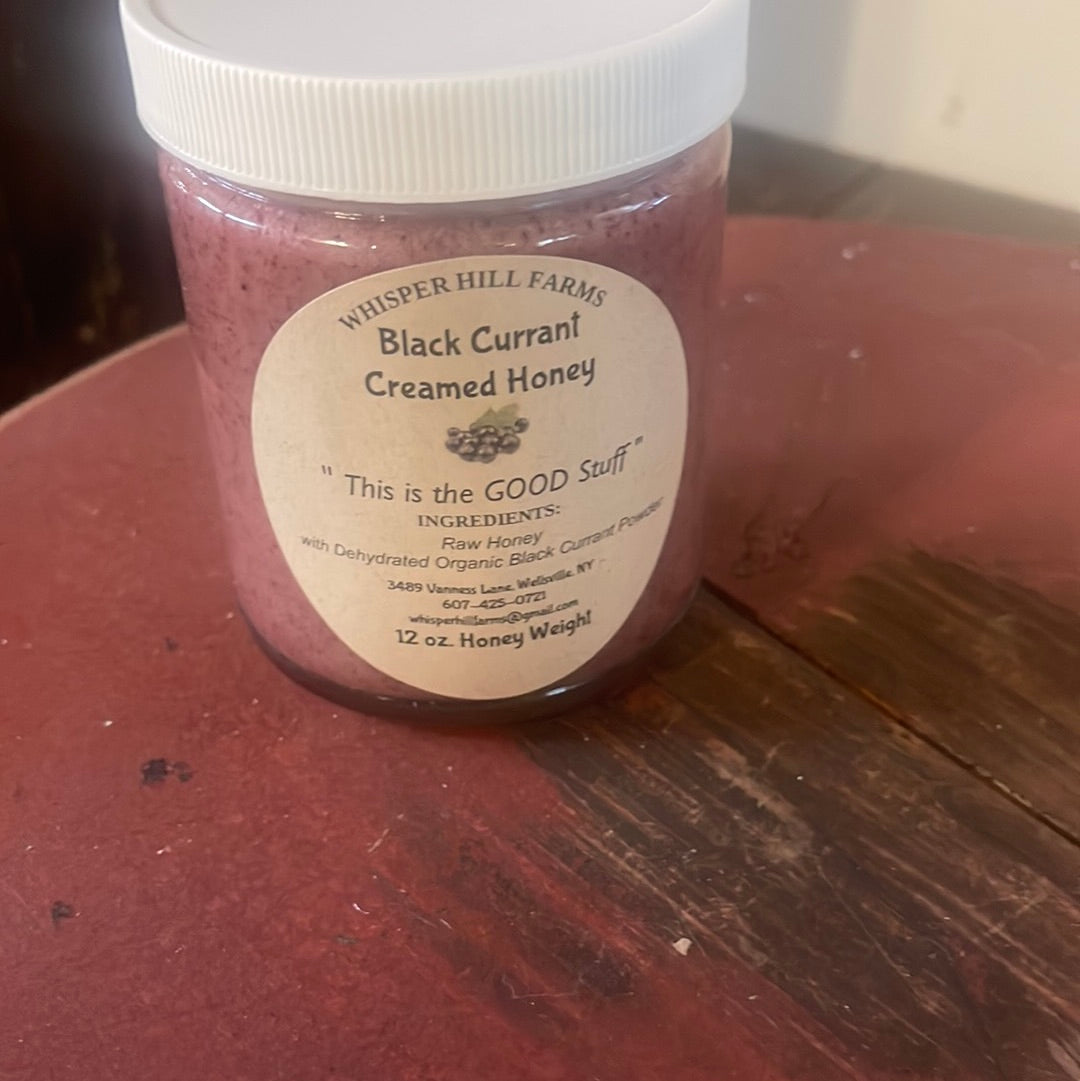 WHISPER HILL FARMS
Black Currant
Creamed Honey
" This is the GOOD Stuff "
INGREDIENTS:
Raw Honey
with Dehydrated Organic Black Currant Powder
3489 Vanness Lane, Wellsville, NY
607-425-0721
whisperhillfarms@gmail.com
12 oz. Honey Weight